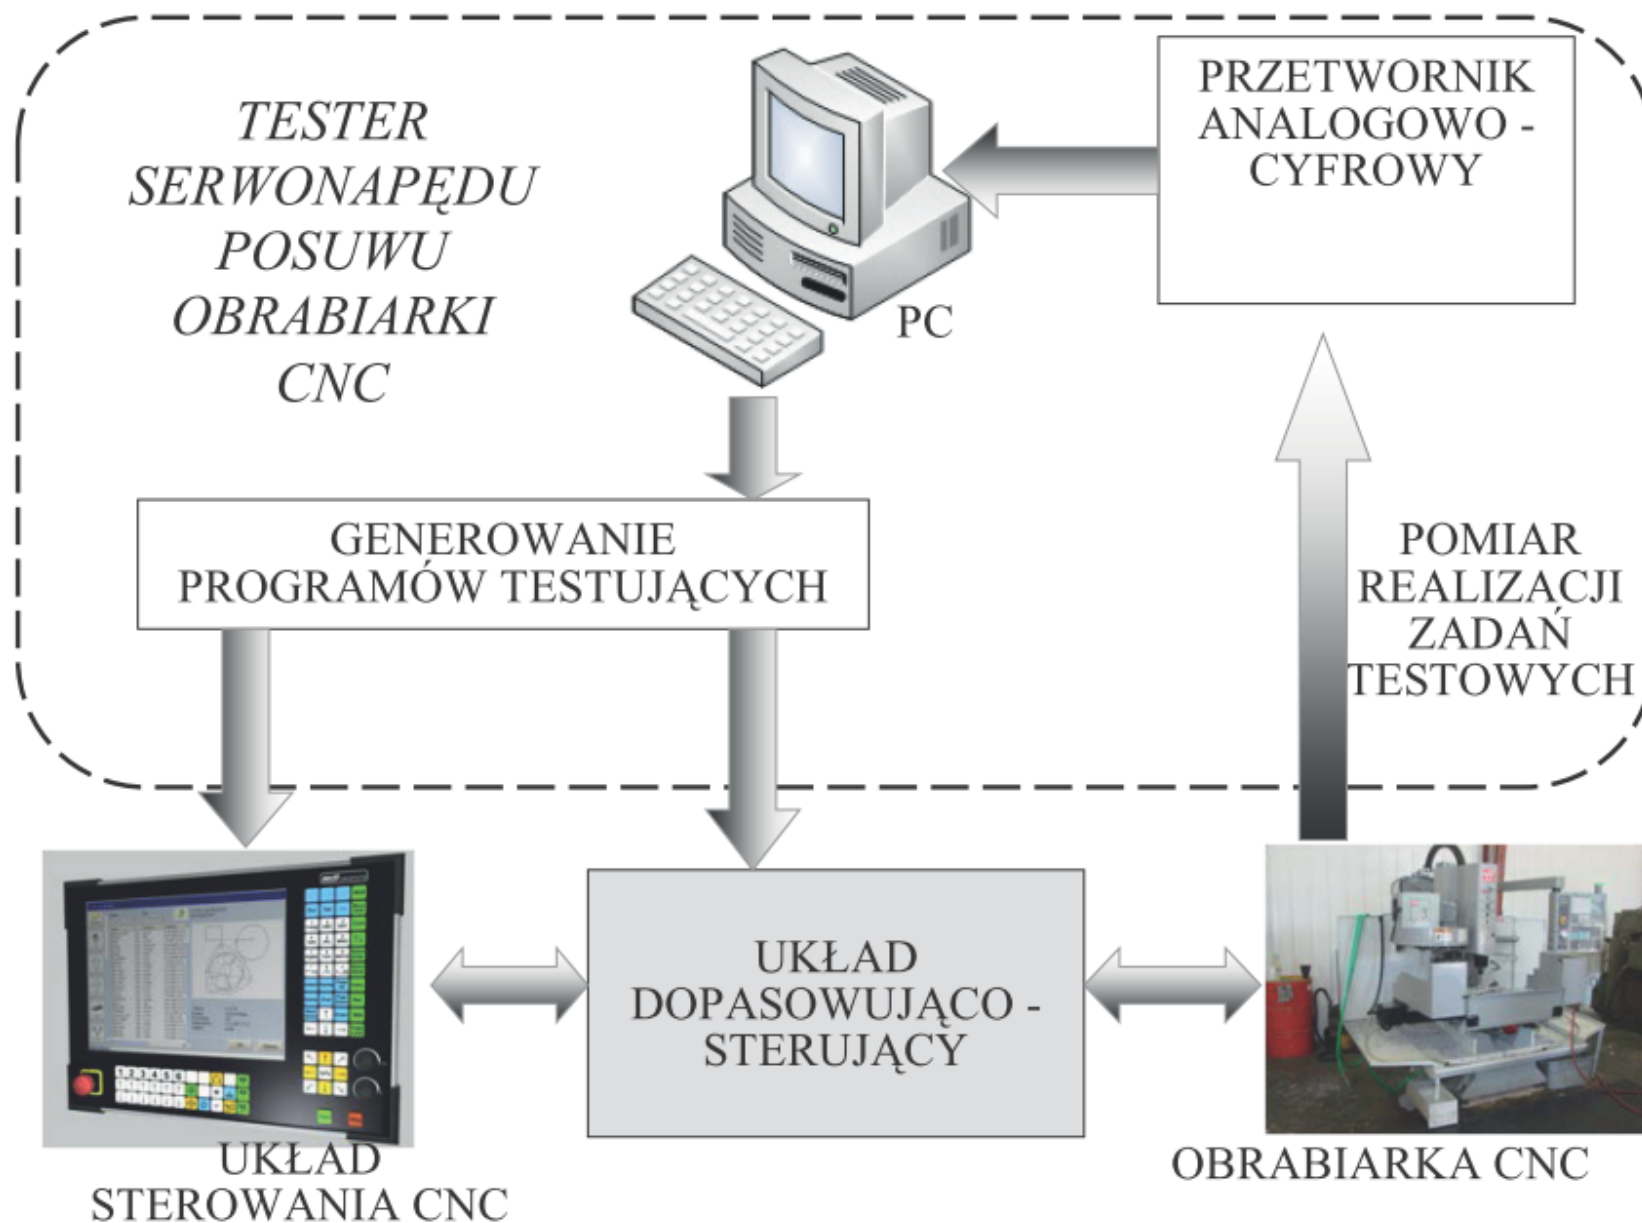 TESTER
SERWONAPĘDU
POSUWU
OBRABIARKI
CNC
PC
PRZETWORNIK
ANALOGOWO -
CYFROWY
GENEROWANIE
PROGRAMÓW TESTUJĄCYCH
POMIAR
REALIZACJI
ZADAŃ
TESTOWYCH
UKŁAD
STEROWANIA CNC
UKŁAD
DOPASOWUJĄCO -
STERUJĄCY
OBRABIARKA CNC